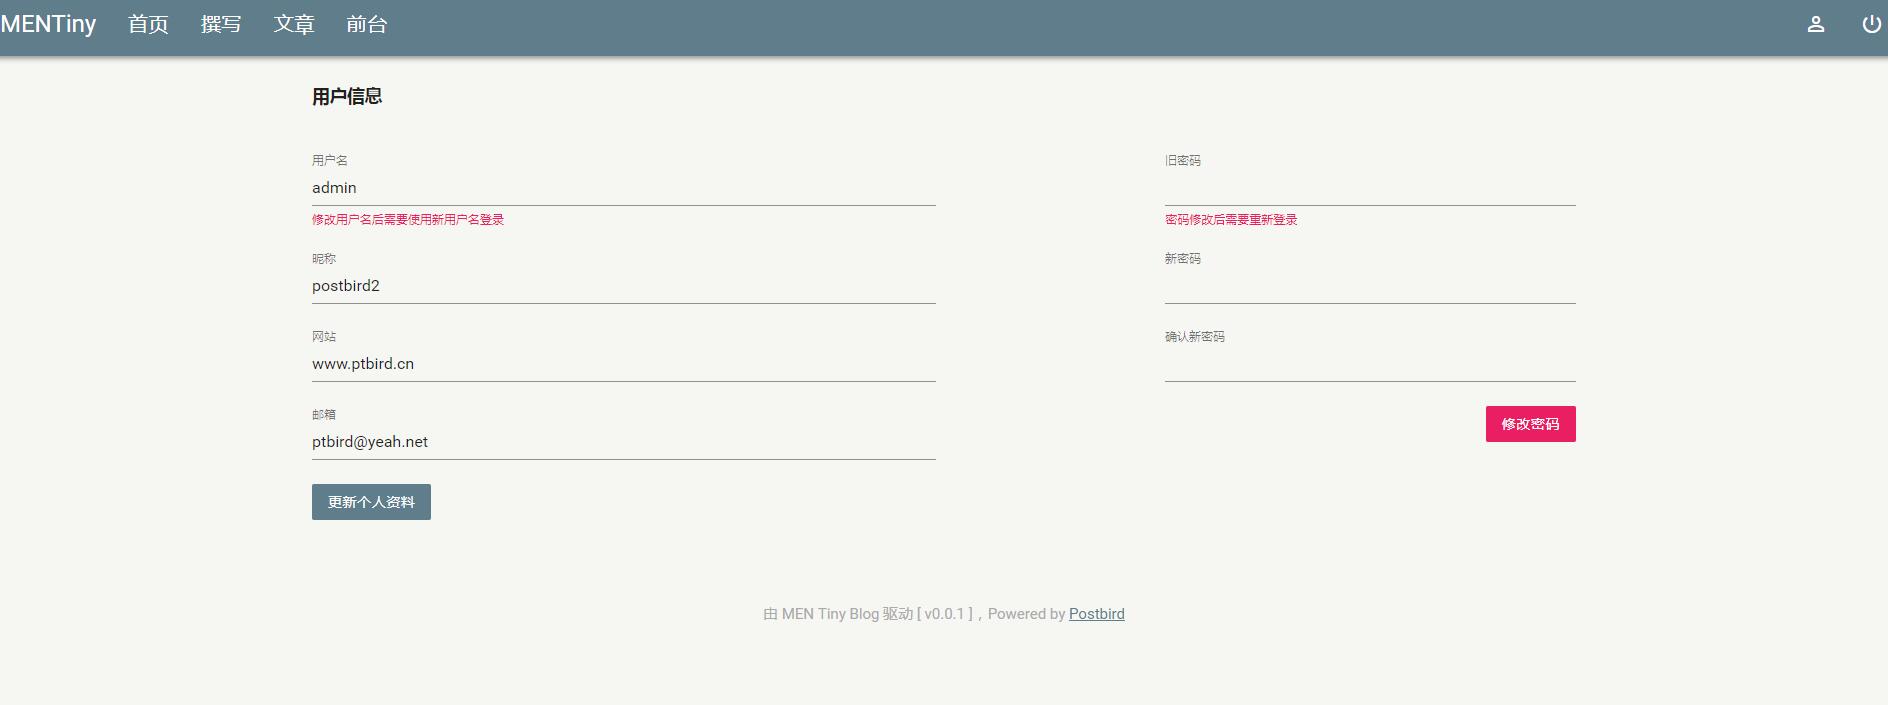 MENTiny 首页 撰写 文章 前台
用户信息
用户名
admin
修改用户名后需要使用新用户名登录
昵称
postbird2
网站
www.ptbird.cn
邮箱
ptbird@yeah.net
更新个人资料
旧密码
密码修改后需要重新登录
新密码
确认新密码
修改密码
由 MEN Tiny Blog 驱动 [ v0.0.1 ] ，Powered by Postbird